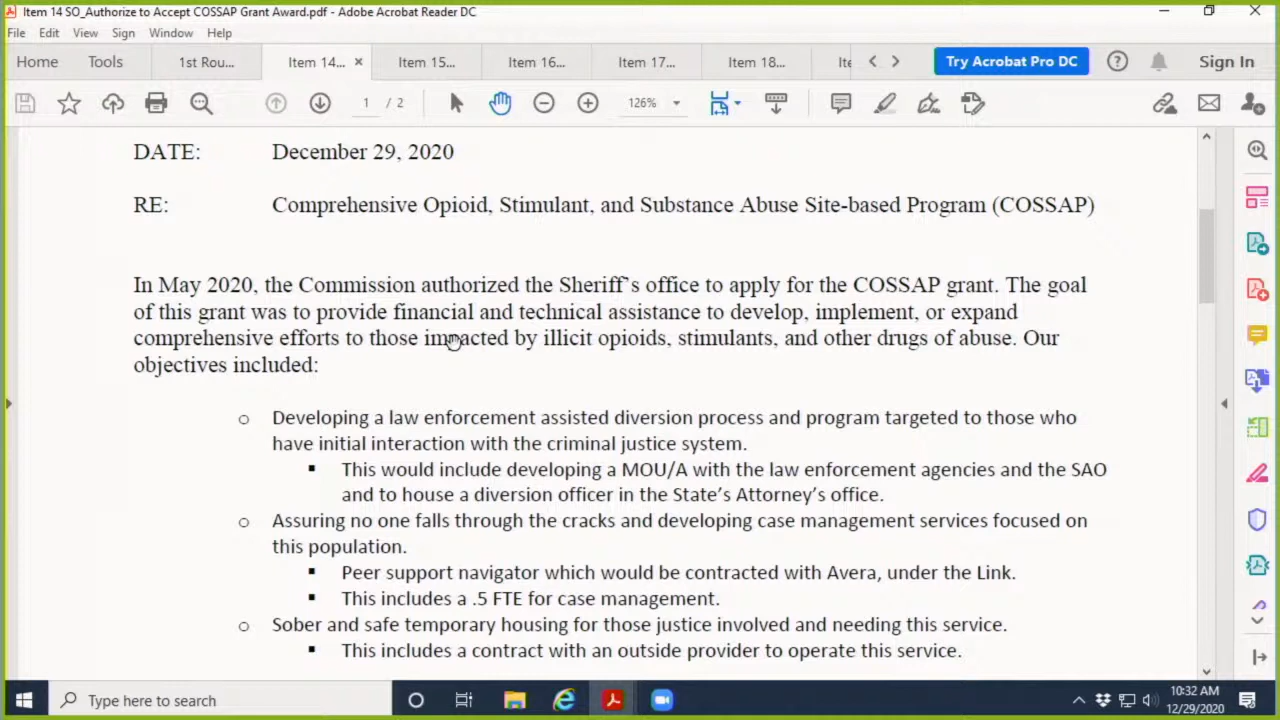 Item 14 SO_Authorize to Accept COSSAP Grant Award.pdf - Adobe Acrobat Reader DC
File Edit View Sign Window Help
Home Tools 1st Rou... Item 14... × Item 15... Item 16... Item 17... Item 18... Ite Try Acrobat Pro DC Sign In
1 / 2 126%
DATE: December 29, 2020
RE: Comprehensive Opioid, Stimulant, and Substance Abuse Site-based Program (COSSAP)
In May 2020, the Commission authorized the Sheriff's office to apply for the COSSAP grant. The goal
of this grant was to provide financial and technical assistance to develop, implement, or expand
comprehensive efforts to those impacted by illicit opioids, stimulants, and other drugs of abuse. Our
objectives included:
o Developing a law enforcement assisted diversion process and program targeted to those who
have initial interaction with the criminal justice system.
▪ This would include developing a MOU/A with the law enforcement agencies and the SAO
and to house a diversion officer in the State's Attorney's office.
o Assuring no one falls through the cracks and developing case management services focused on
this population.
▪ Peer support navigator which would be contracted with Avera, under the Link.
▪ This includes a .5 FTE for case management.
o Sober and safe temporary housing for those justice involved and needing this service.
▪ This includes a contract with an outside provider to operate this service.
Type here to search
10:32 AM
12/29/2020